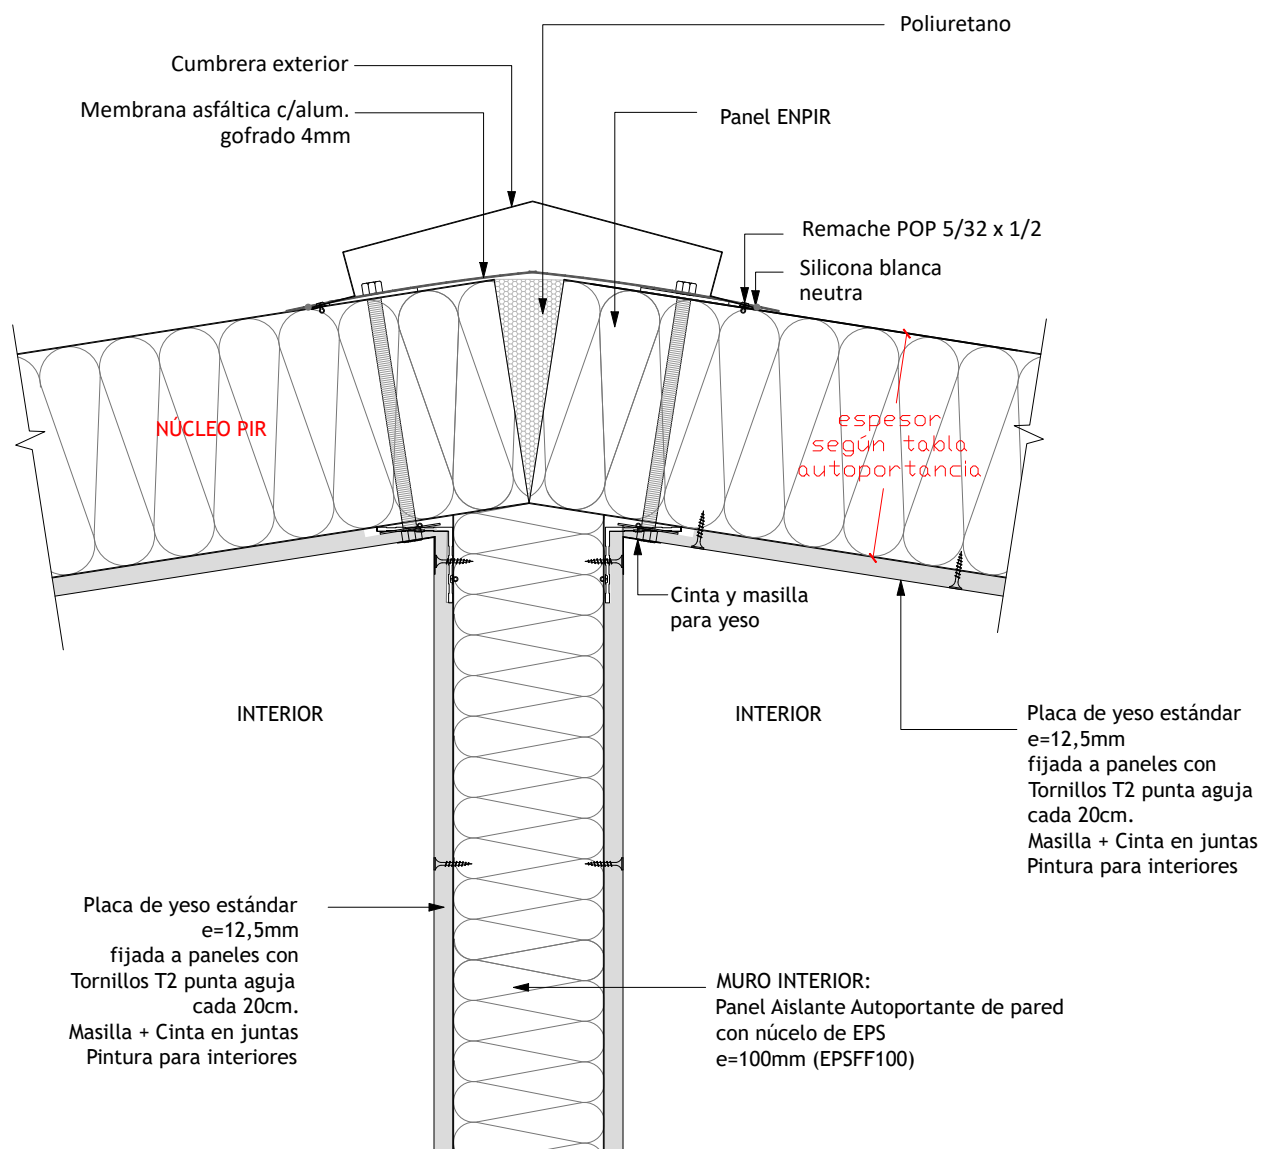 Poliuretano
Cumbrera exterior
Membrana asfáltica c/alum.
gofrado 4mm
Panel ENPIR
Remache POP 5/32 x 1/2
Silicona blanca
neutra
NÚCLEO PIR
espesor
según tabla
autoportancia
Cinta y masilla
para yeso
INTERIOR
INTERIOR
Placa de yeso estándar
e=12,5mm
fijada a paneles con
Tornillos T2 punta aguja
cada 20cm.
Masilla + Cinta en juntas
Pintura para interiores
Placa de yeso estándar
e=12,5mm
fijada a paneles con
Tornillos T2 punta aguja
cada 20cm.
Masilla + Cinta en juntas
Pintura para interiores
MURO INTERIOR:
Panel Aislante Autoportante de pared
con núcelo de EPS
e=100mm (EPSFF100)